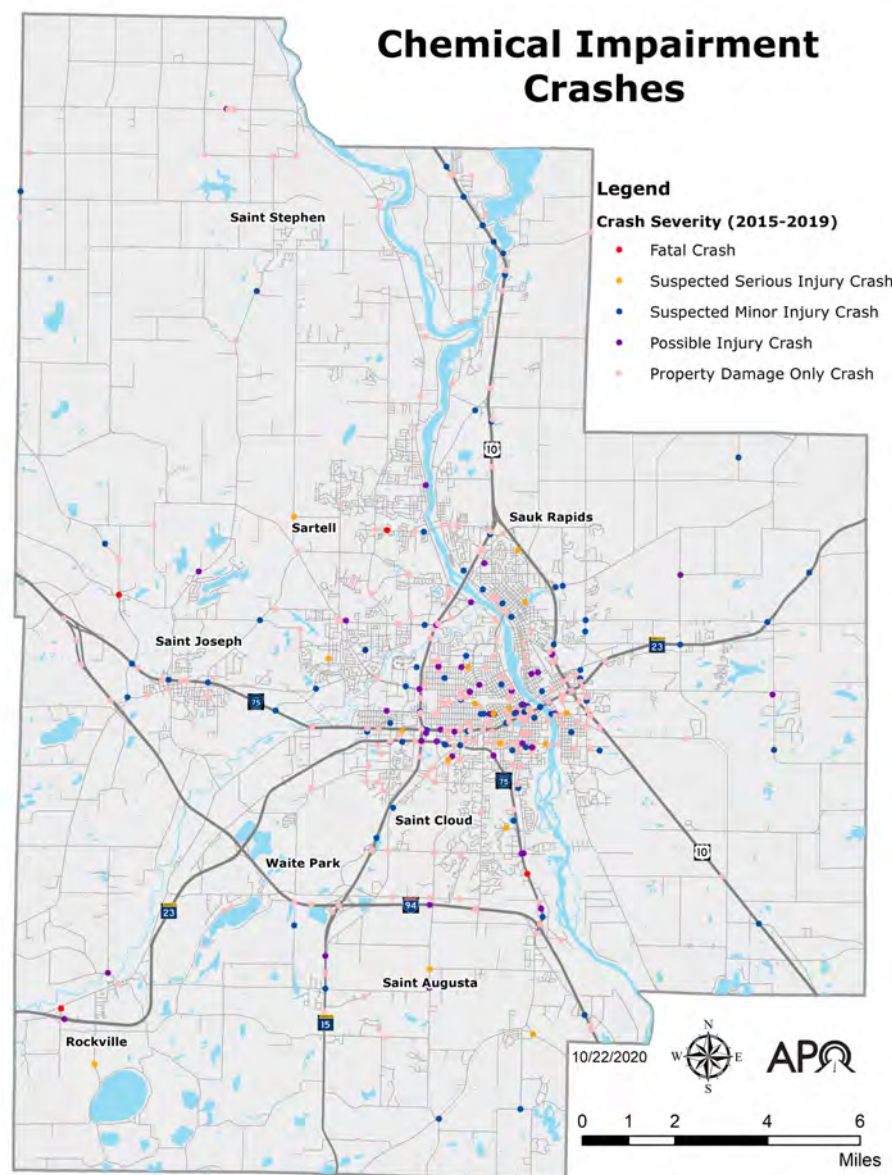 Chemical Impairment
Crashes
Legend
Crash Severity (2015-2019)
Fatal Crash
Suspected Serious Injury Crash
Suspected Minor Injury Crash
Possible Injury Crash
Property Damage Only Crash
Saint Stephen
10
Sartell
Sauk Rapids
Saint Joseph
23
75
75
Saint Cloud
Waite Park
10
94
23
Saint Augusta
15
Rockville
10/22/2020
N
W E
S
APO
0 1 2 4 6
Miles